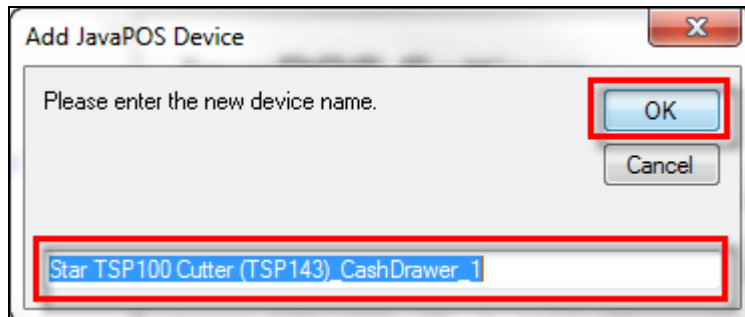 Add JavaPOS Device
Please enter the new device name.
OK
Cancel
Star TSP100 Cutter (TSP143)_CashDrawer_1